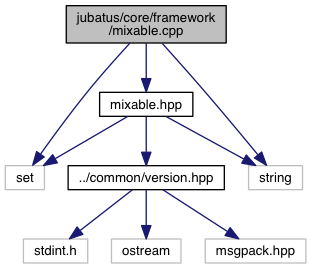 jubatus/core/framework
/mixable.cpp
mixable.hpp
set
../common/version.hpp
string
stdint.h
ostream
msgpack.hpp